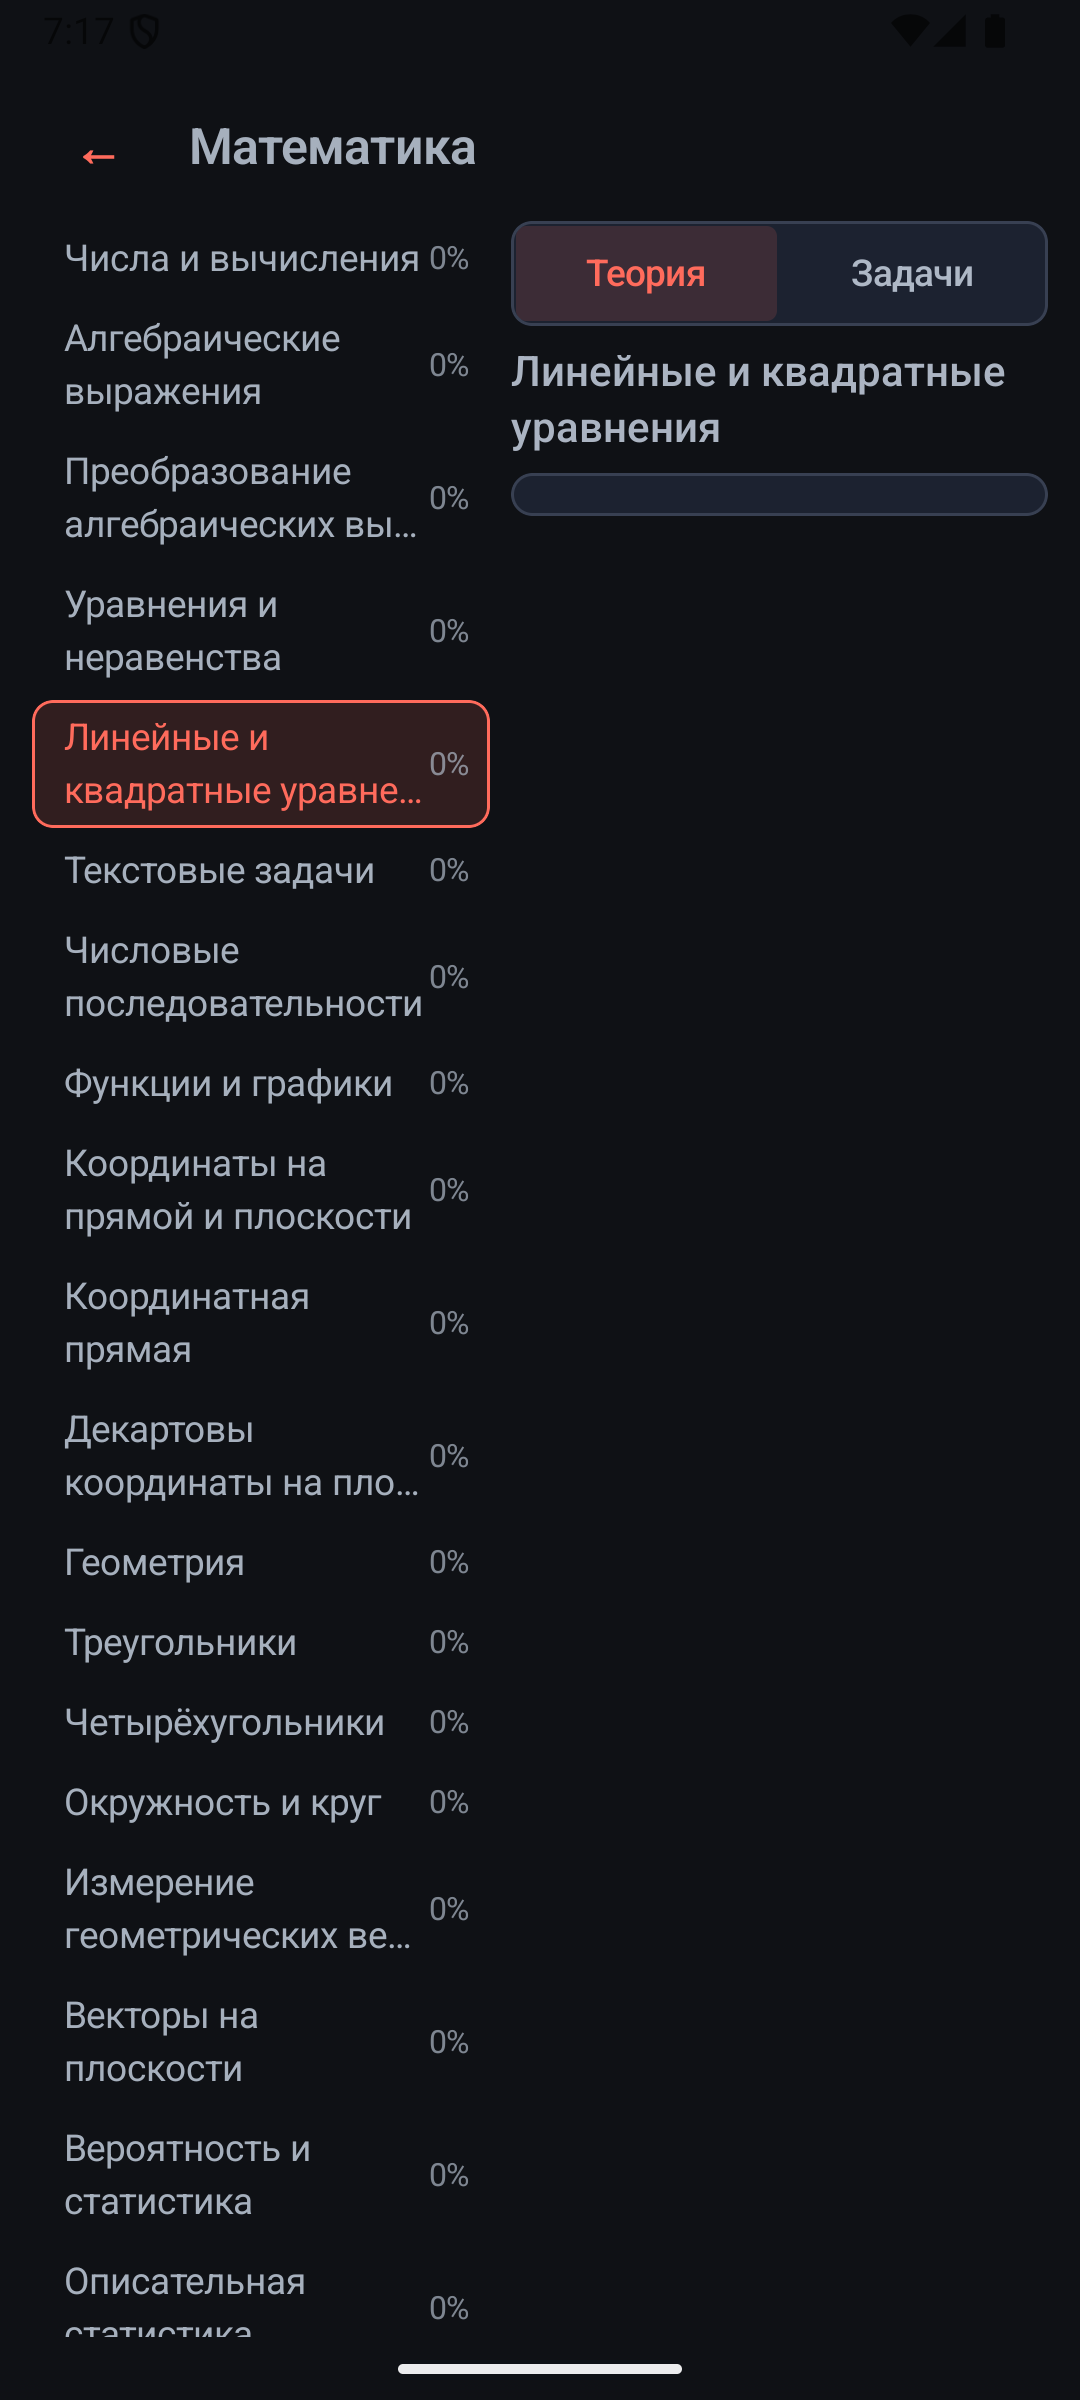 7:17
←
Математика
Числа и вычисления 0%
Алгебраические
выражения
0%
Преобразование
алгебраических вы...
0%
Уравнения и
неравенства
0%
Линейные и
квадратные уравне...
0%
Текстовые задачи 0%
Числовые
последовательности
0%
Функции и графики 0%
Координаты на
прямой и плоскости
0%
Координатная
прямая
0%
Декартовы
координаты на пло...
0%
Геометрия 0%
Треугольники 0%
Четырёхугольники 0%
Окружность и круг 0%
Измерение
геометрических ве...
0%
Векторы на
плоскости
0%
Вероятность и
статистика
0%
Описательная
статистика
0%
Теория
Задачи
Линейные и квадратные
уравнения